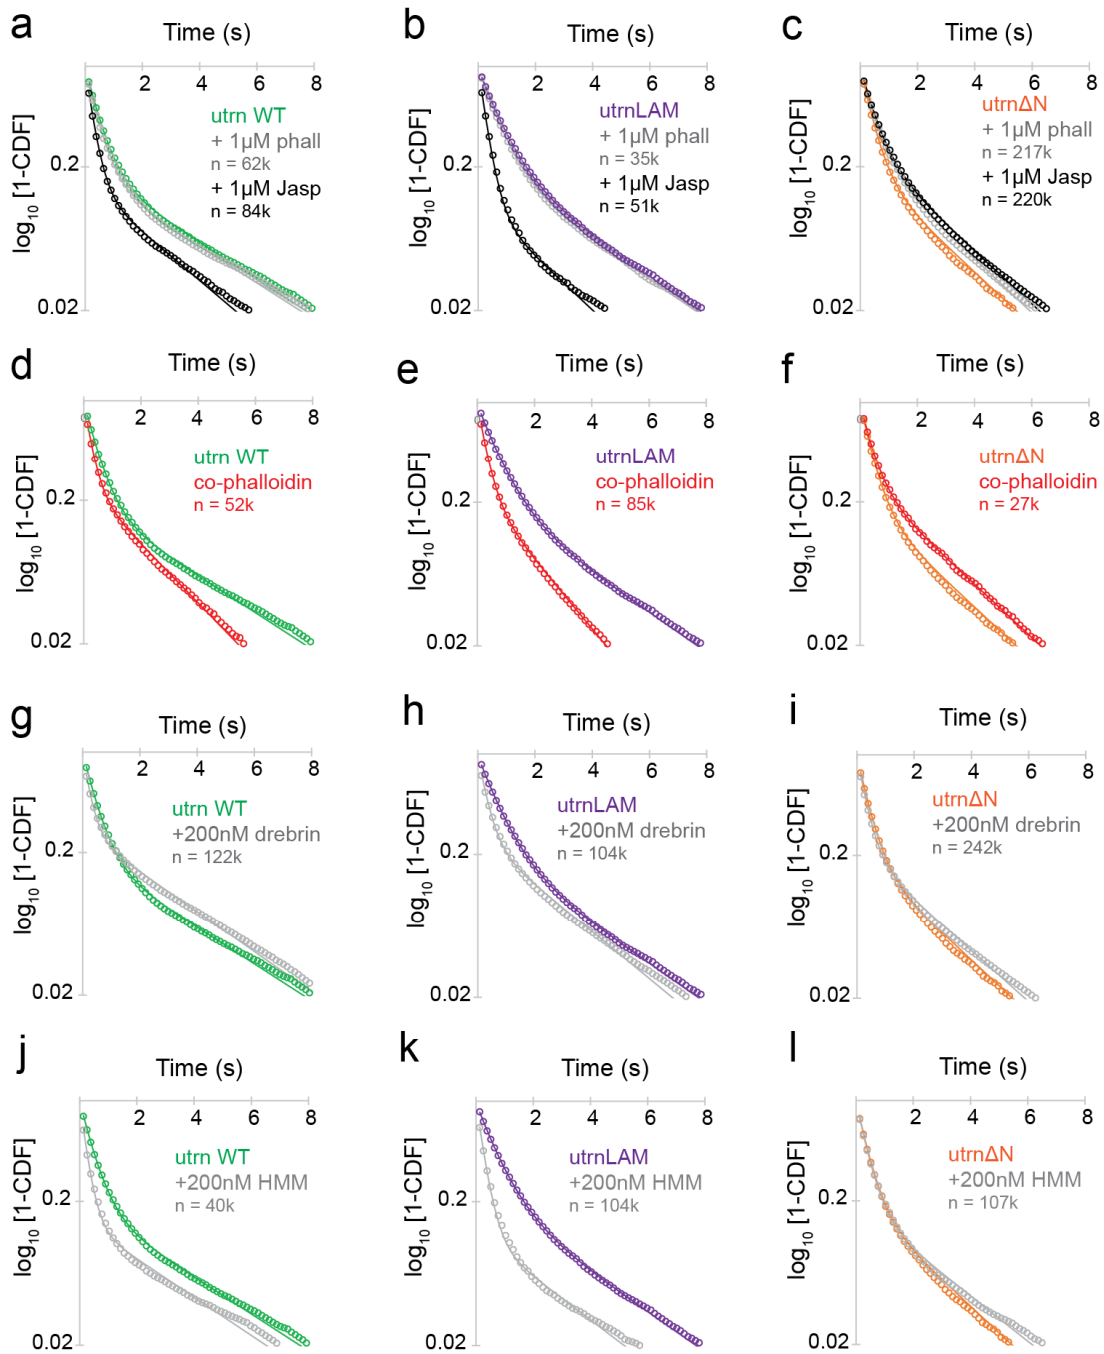 a
Time (s)
2
4
6
8
log10 [1-CDF]
0.2
0.02
utrn WT
+ 1µM phall
n = 62k
+ 1µM Jasp
n = 84k
b
Time (s)
2
4
6
8
log10 [1-CDF]
0.2
0.02
utrnLAM
+ 1µM phall
n = 35k
+ 1µM Jasp
n = 51k
c
Time (s)
2
4
6
8
log10 [1-CDF]
0.2
0.02
utrnΔN
+ 1µM phall
n = 217k
+ 1µM Jasp
n = 220k
d
Time (s)
2
4
6
8
log10 [1-CDF]
0.2
0.02
utrn WT
co-phalloidin
n = 52k
e
Time (s)
2
4
6
8
log10 [1-CDF]
0.2
0.02
utrnLAM
co-phalloidin
n = 85k
f
Time (s)
2
4
6
8
log10 [1-CDF]
0.2
0.02
utrnΔN
co-phalloidin
n = 27k
g
Time (s)
2
4
6
8
log10 [1-CDF]
0.2
0.02
utrn WT
+200nM drebrin
n = 122k
h
Time (s)
2
4
6
8
log10 [1-CDF]
0.2
0.02
utrnLAM
+200nM drebrin
n = 104k
i
Time (s)
2
4
6
8
log10 [1-CDF]
0.2
0.02
utrnΔN
+200nM drebrin
n = 242k
j
Time (s)
2
4
6
8
log10 [1-CDF]
0.2
0.02
utrn WT
+200nM HMM
n = 40k
k
Time (s)
2
4
6
8
log10 [1-CDF]
0.2
0.02
utrnLAM
+200nM HMM
n = 104k
l
Time (s)
2
4
6
8
log10 [1-CDF]
0.2
0.02
utrnΔN
+200nM HMM
n = 107k